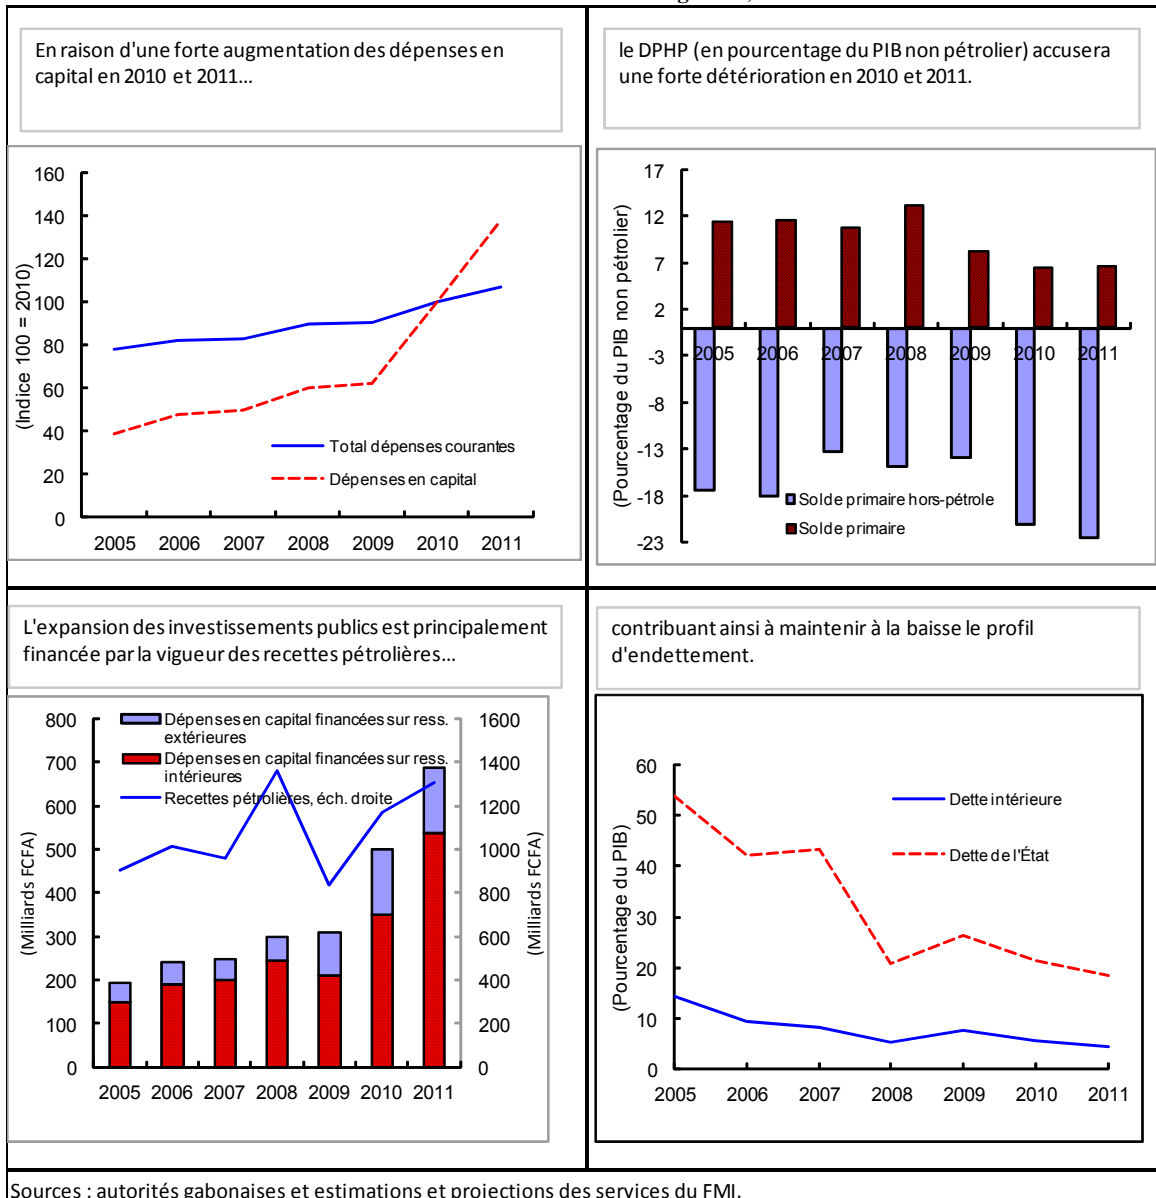 En raison d'une forte augmentation des dépenses en
capital en 2010 et 2011...
le DPHP (en pourcentage du PIB non pétrolier) accusera
une forte détérioration en 2010 et 2011.
160
140
120
100
80
60
40
20
0
(Indice 100 = 2010)
Total dépenses courantes
Dépenses en capital
2005 2006 2007 2008 2009 2010 2011
17
12
7
2
-3
-8
-13
-18
-23
(Pourcentage du PIB non pétrolier)
2005 2006 2007 2008 2009 2010 2011
Solde primaire hors-pétrole
Solde primaire
L'expansion des investissements publics est principalement
financée par la vigueur des recettes pétrolières...
contribuant ainsi à maintenir à la baisse le profil
d'endettement.
800
700
600
500
400
300
200
100
0
(Milliards FCFA)
Dépenses en capital financées sur ress.
extérieures
Dépenses en capital financées sur ress.
intérieures
Recettes pétrolières, éch. droite
1600
1400
1200
1000
800
600
400
200
0
(Milliards FCFA)
2005 2006 2007 2008 2009 2010 2011
60
50
40
30
20
10
0
(Pourcentage du PIB)
Dette intérieure
Dette de l'État
2005 2006 2007 2008 2009 2010 2011
Sources : autorités gabonaises et estimations et projections des services du FMI.